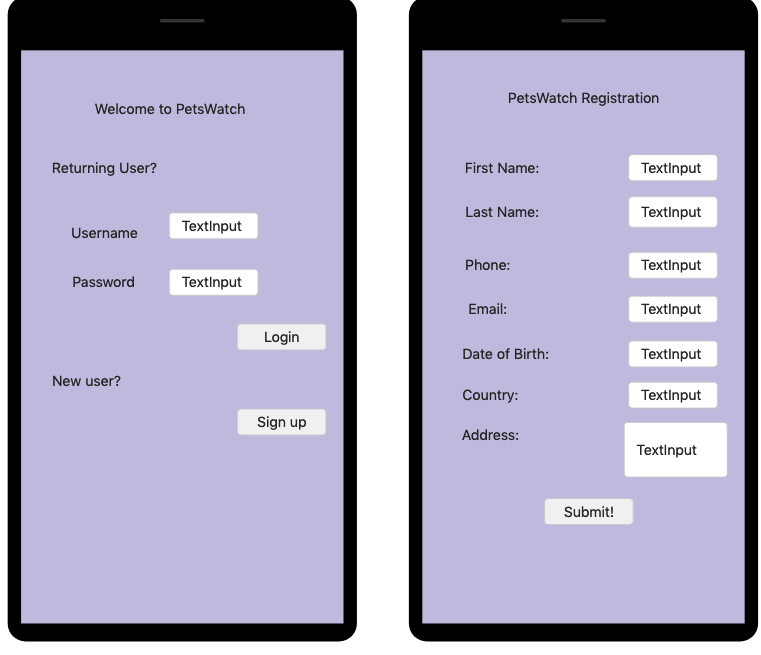 Welcome to PetsWatch
Returning User?
Username TextInput
Password TextInput
Login
New user?
Sign up
PetsWatch Registration
First Name: TextInput
Last Name: TextInput
Phone: TextInput
Email: TextInput
Date of Birth: TextInput
Country: TextInput
Address: TextInput
Submit!